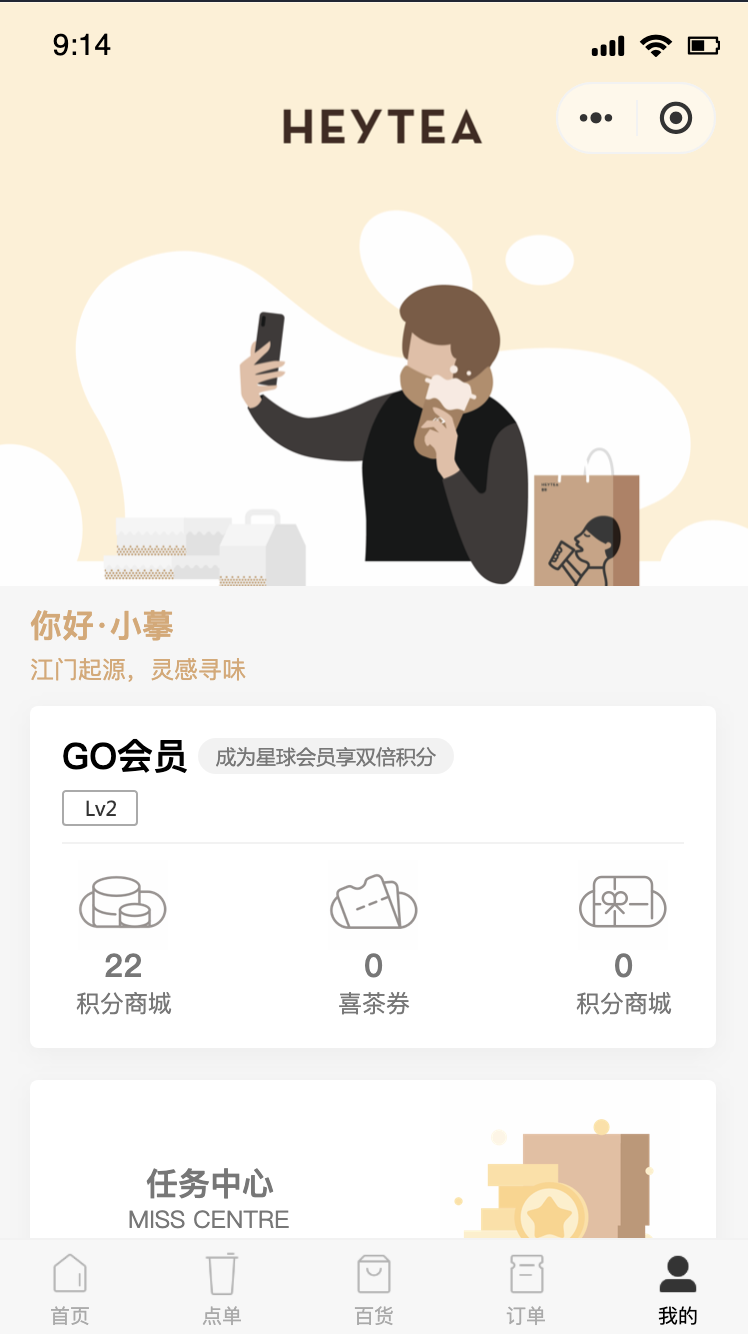 9:14
HEYTEA
你好·小摹
江门起源，灵感寻味
GO会员 成为星球会员享双倍积分
Lv2
22 0 0
积分商城 喜茶券 积分商城
任务中心
MISS CENTRE
首页 点单 百货 订单 我的